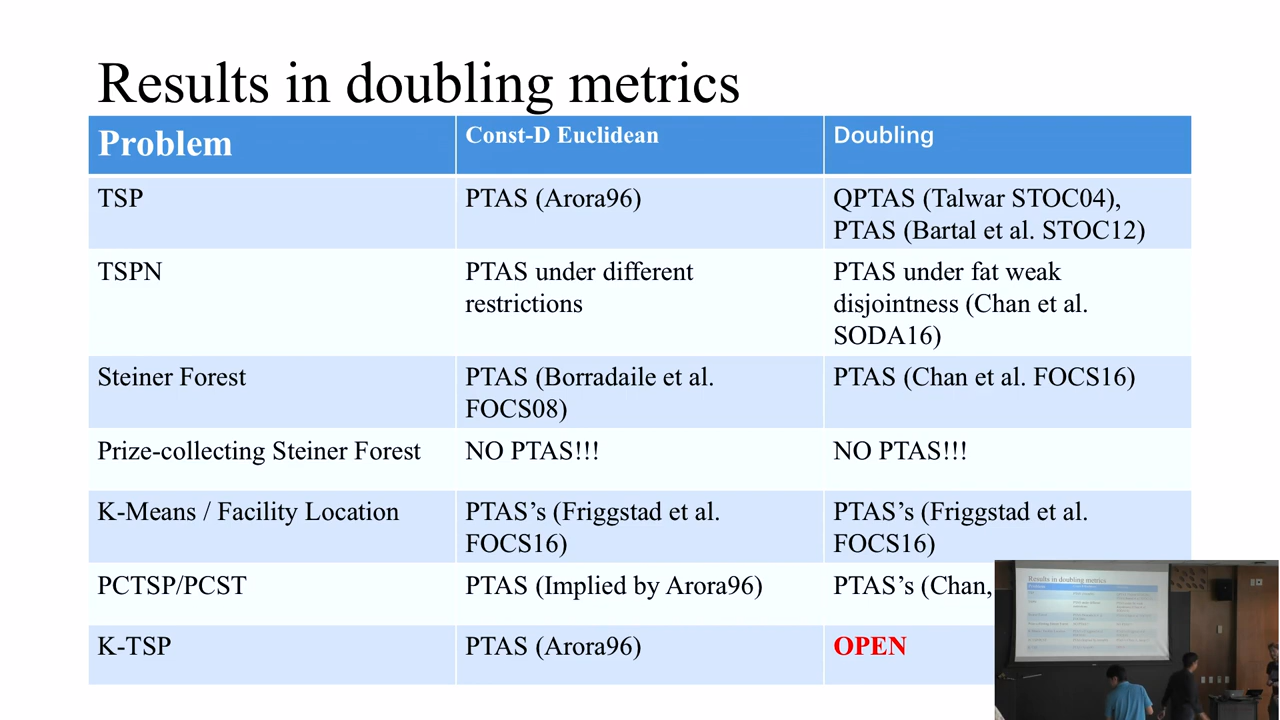 Results in doubling metrics
Problem
Const-D Euclidean
Doubling
TSP
PTAS (Arora96)
QPTAS (Talwar STOC04),
PTAS (Bartal et al. STOC12)
TSPN
PTAS under different
restrictions
PTAS under fat weak
disjointness (Chan et al.
SODA16)
Steiner Forest
PTAS (Borradaile et al.
FOCS08)
PTAS (Chan et al. FOCS16)
Prize-collecting Steiner Forest
NO PTAS!!!
NO PTAS!!!
K-Means / Facility Location
PTAS’s (Friggstad et al.
FOCS16)
PTAS’s (Friggstad et al.
FOCS16)
PCTSP/PCST
PTAS (Implied by Arora96)
PTAS’s (Chan,
K-TSP
PTAS (Arora96)
OPEN
Results in doubling metrics